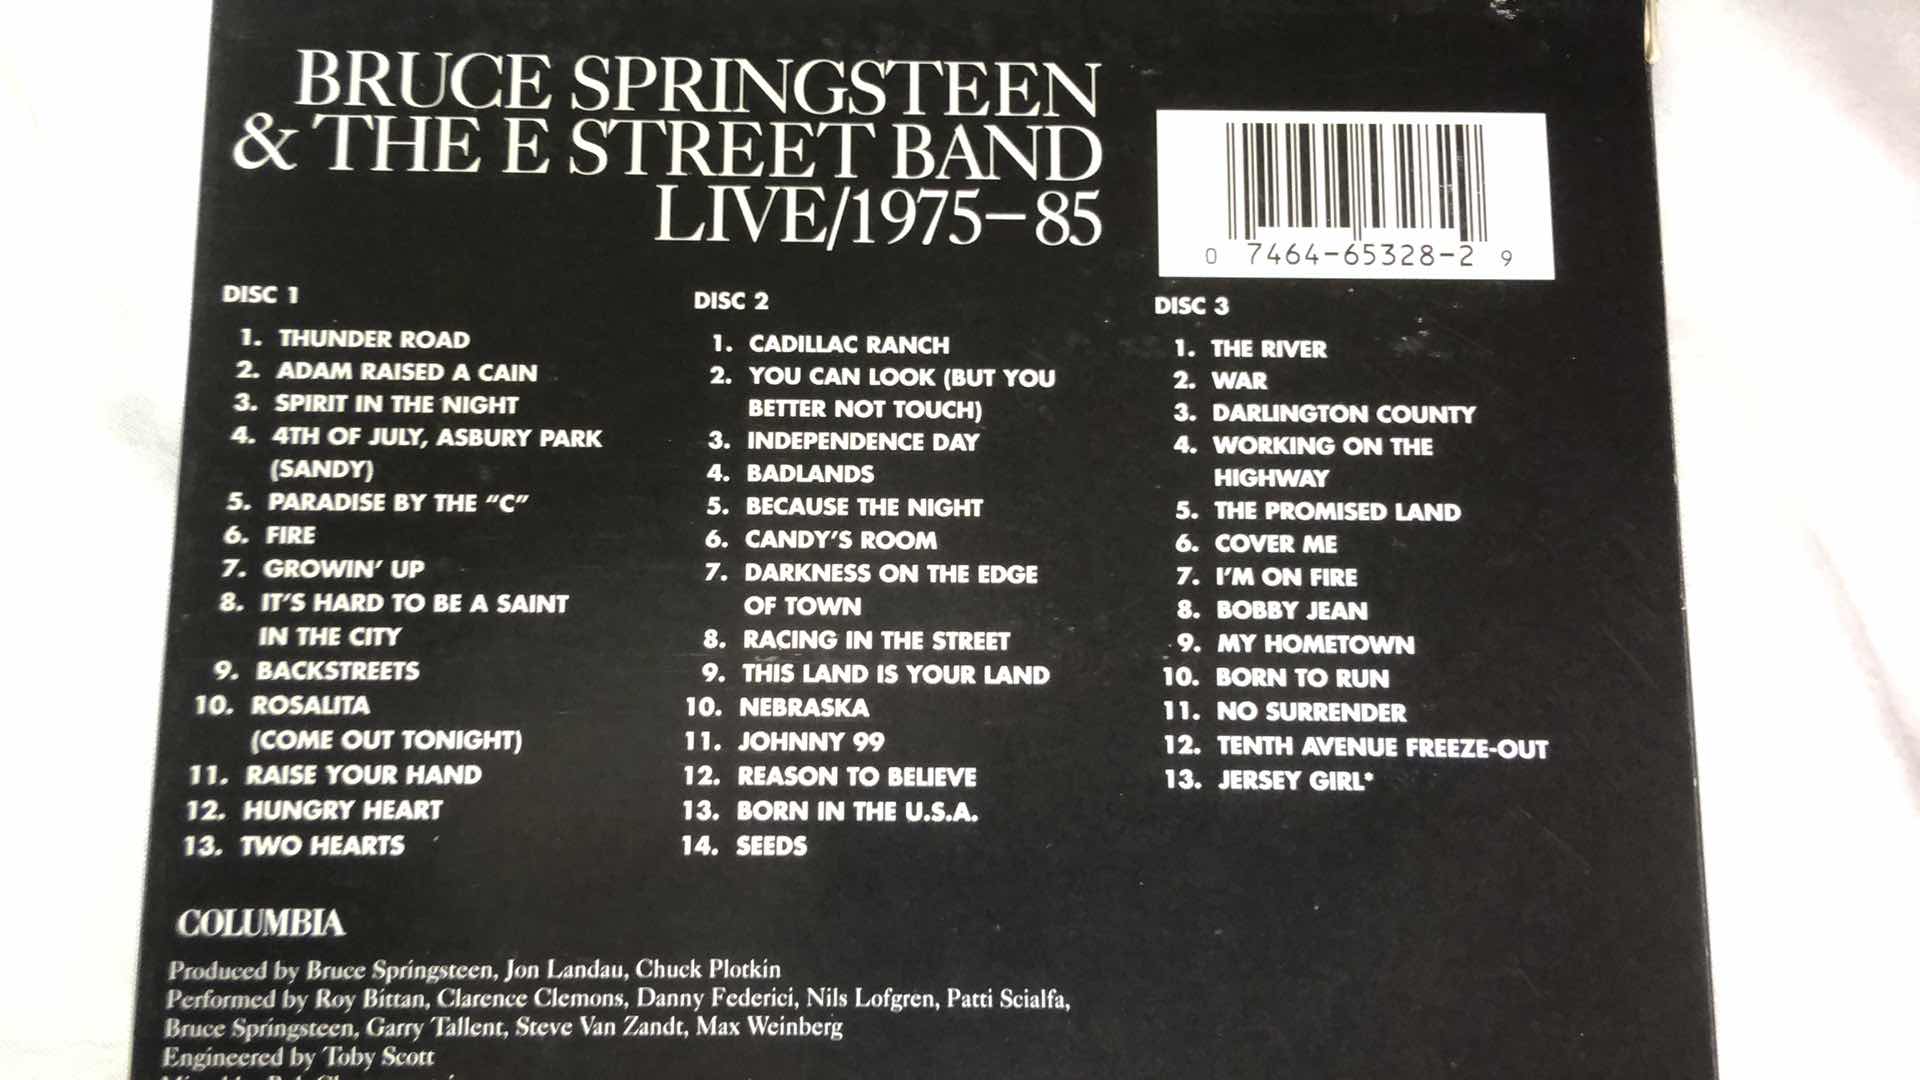 BRUCE SPRINGSTEEN
& THE E STREET BAND
LIVE/1975–85
0 7464-65328-2 9
DISC 1
1. THUNDER ROAD
2. ADAM RAISED A CAIN
3. SPIRIT IN THE NIGHT
4. 4TH OF JULY, ASBURY PARK
(SANDY)
5. PARADISE BY THE “C”
6. FIRE
7. GROWIN’ UP
8. IT’S HARD TO BE A SAINT
IN THE CITY
9. BACKSTREETS
10. ROSALITA
(COME OUT TONIGHT)
11. RAISE YOUR HAND
12. HUNGRY HEART
13. TWO HEARTS
DISC 2
1. CADILLAC RANCH
2. YOU CAN LOOK (BUT YOU
BETTER NOT TOUCH)
3. INDEPENDENCE DAY
4. BADLANDS
5. BECAUSE THE NIGHT
6. CANDY’S ROOM
7. DARKNESS ON THE EDGE
OF TOWN
8. RACING IN THE STREET
9. THIS LAND IS YOUR LAND
10. NEBRASKA
11. JOHNNY 99
12. REASON TO BELIEVE
13. BORN IN THE U.S.A.
14. SEEDS
DISC 3
1. THE RIVER
2. WAR
3. DARLINGTON COUNTY
4. WORKING ON THE
HIGHWAY
5. THE PROMISED LAND
6. COVER ME
7. I’M ON FIRE
8. BOBBY JEAN
9. MY HOMETOWN
10. BORN TO RUN
11. NO SURRENDER
12. TENTH AVENUE FREEZE-OUT
13. JERSEY GIRL*
COLUMBIA
Produced by Bruce Springsteen, Jon Landau, Chuck Plotkin
Performed by Roy Bittan, Clarence Clemons, Danny Federici, Nils Lofgren, Patti Scialfa,
Bruce Springsteen, Garry Tallent, Steve Van Zandt, Max Weinberg
Engineered by Toby Scott